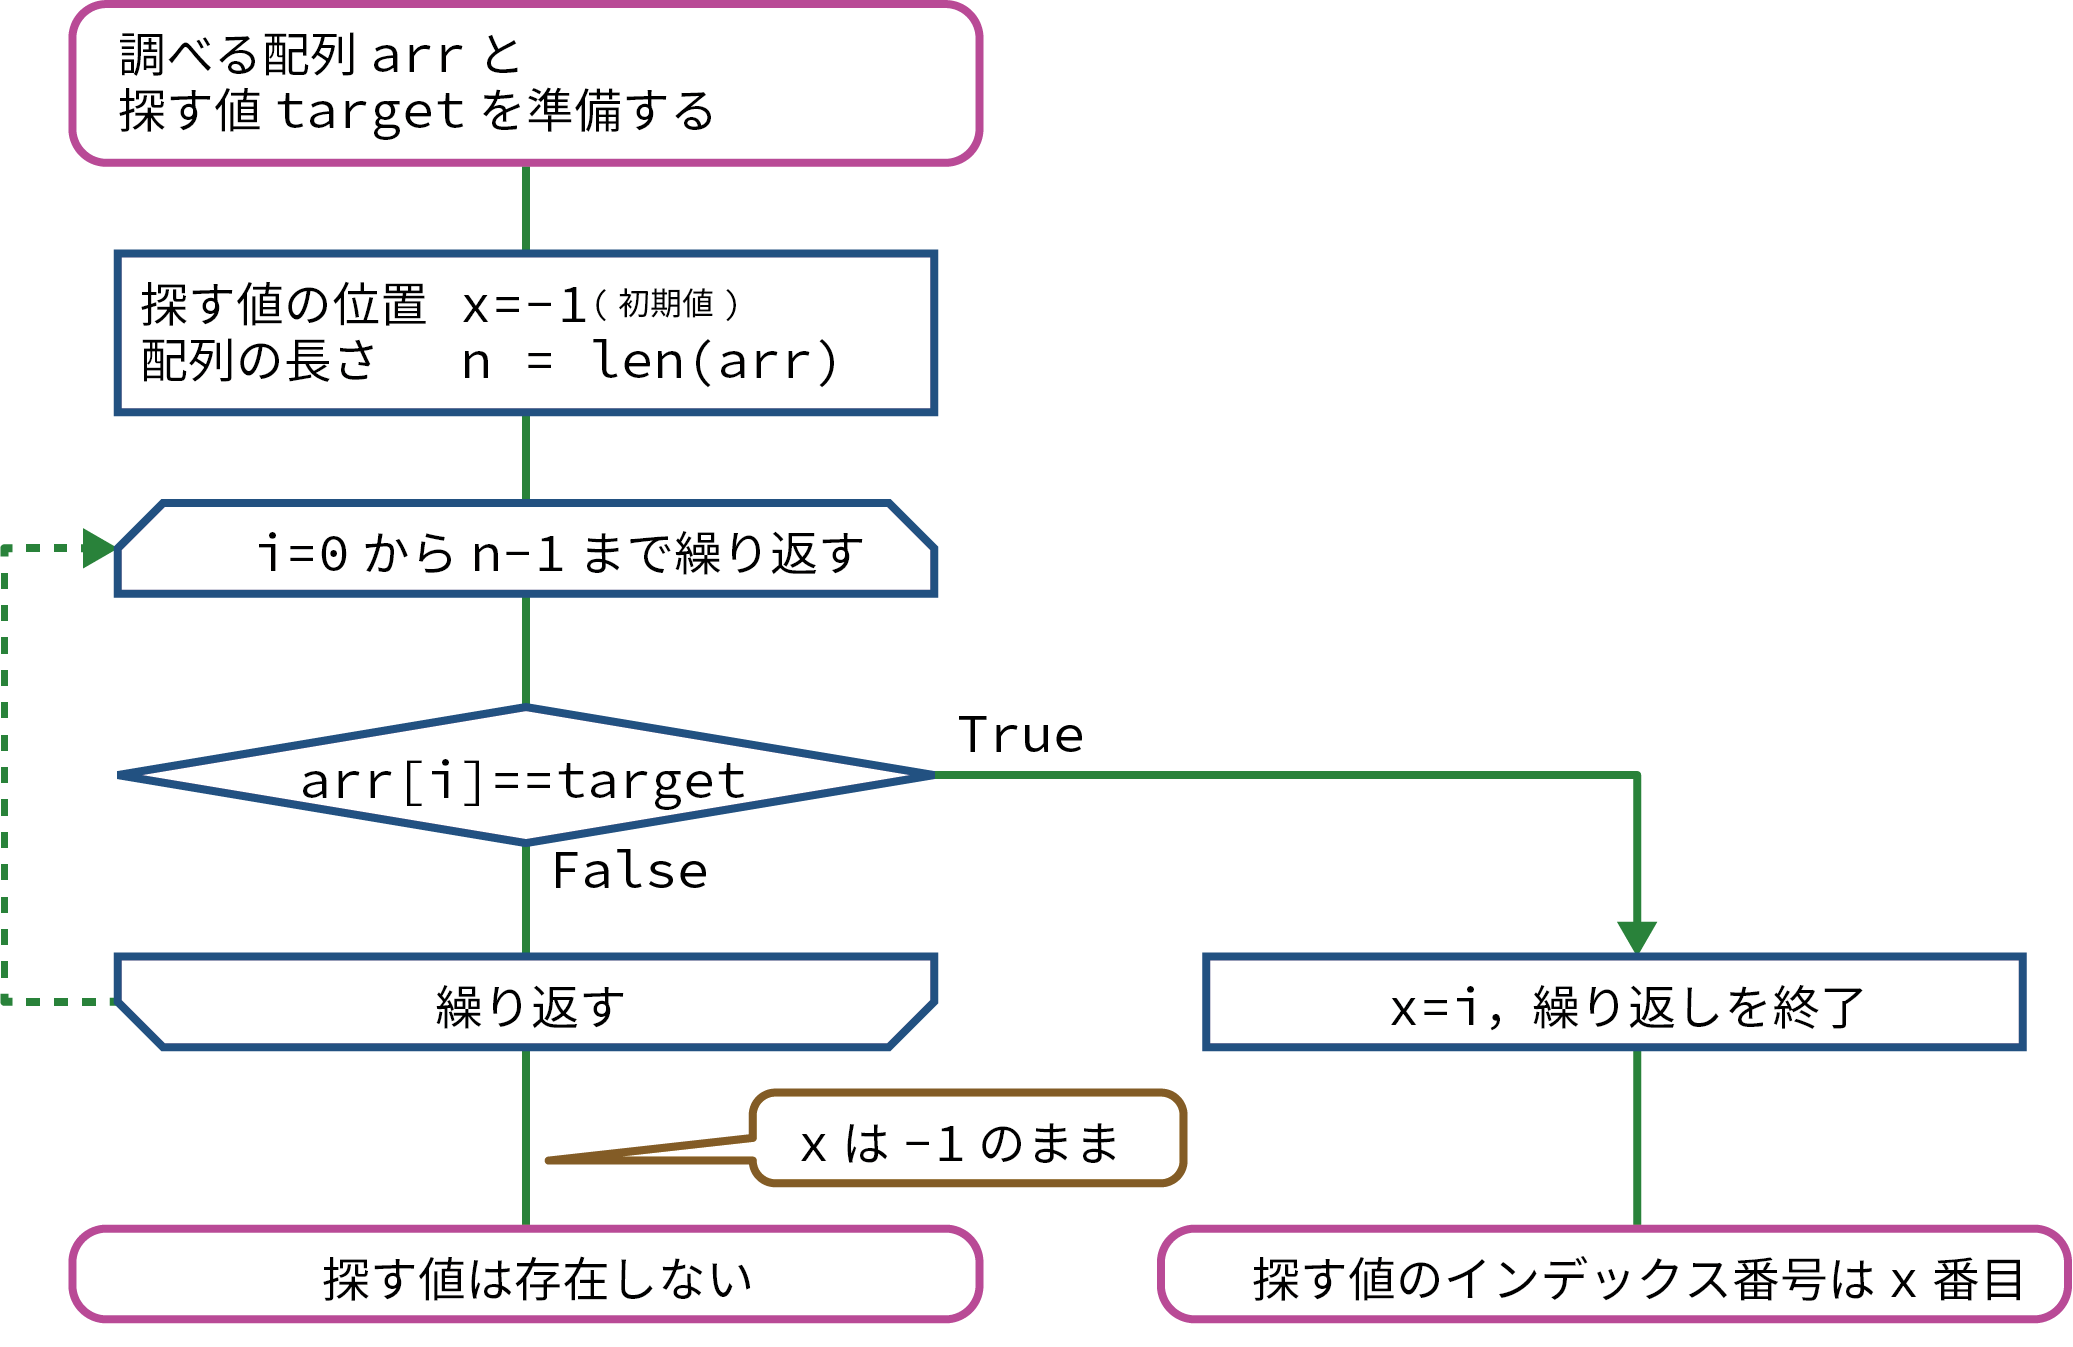 調べる配列 arr と
探す値 target を準備する
探す値の位置 x=-1（初期値）
配列の長さ n = len(arr)
i=0 から n-1 まで繰り返す
arr[i]==target
True
False
繰り返す
x=i，繰り返しを終了
x は -1 のまま
探す値は存在しない
探す値のインデックス番号は x 番目